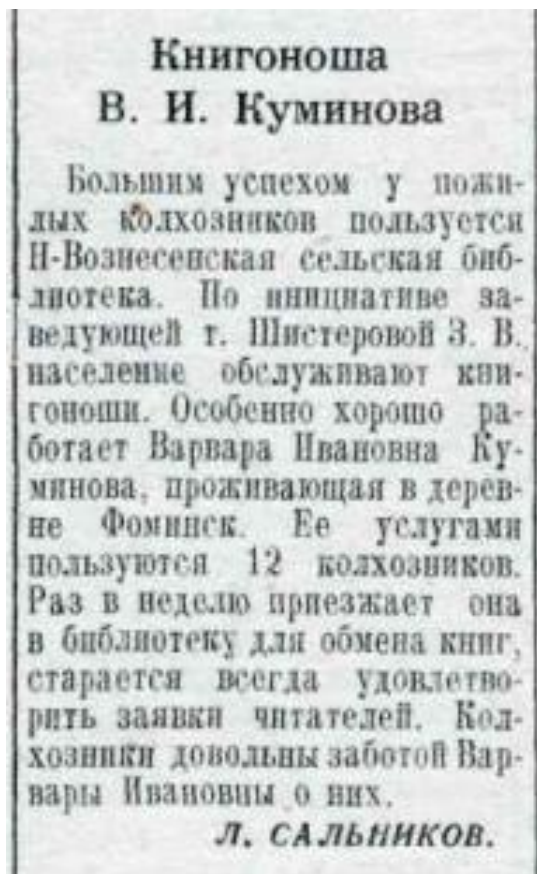 Книгоноша
В. И. Куминова
Большим успехом у пожи-
лых колхозников пользуется
Н-Вознесенская сельская биб-
лиотека. По инициативе за-
ведующей т. Шистеровой З. В.
население обслуживают кни-
гоноши. Особенно хорошо ра-
ботает Варвара Ивановна Ку-
минова, проживающая в дерев-
не Фоминск. Ее услугами
пользуются 12 колхозников.
Раз в неделю приезжает она
в библиотеку для обмена книг,
старается всегда удовлетво-
рить заявки читателей. Кол-
хозники довольны заботой Вар-
вары Ивановны о них.
Л. САЛЬНИКОВ.